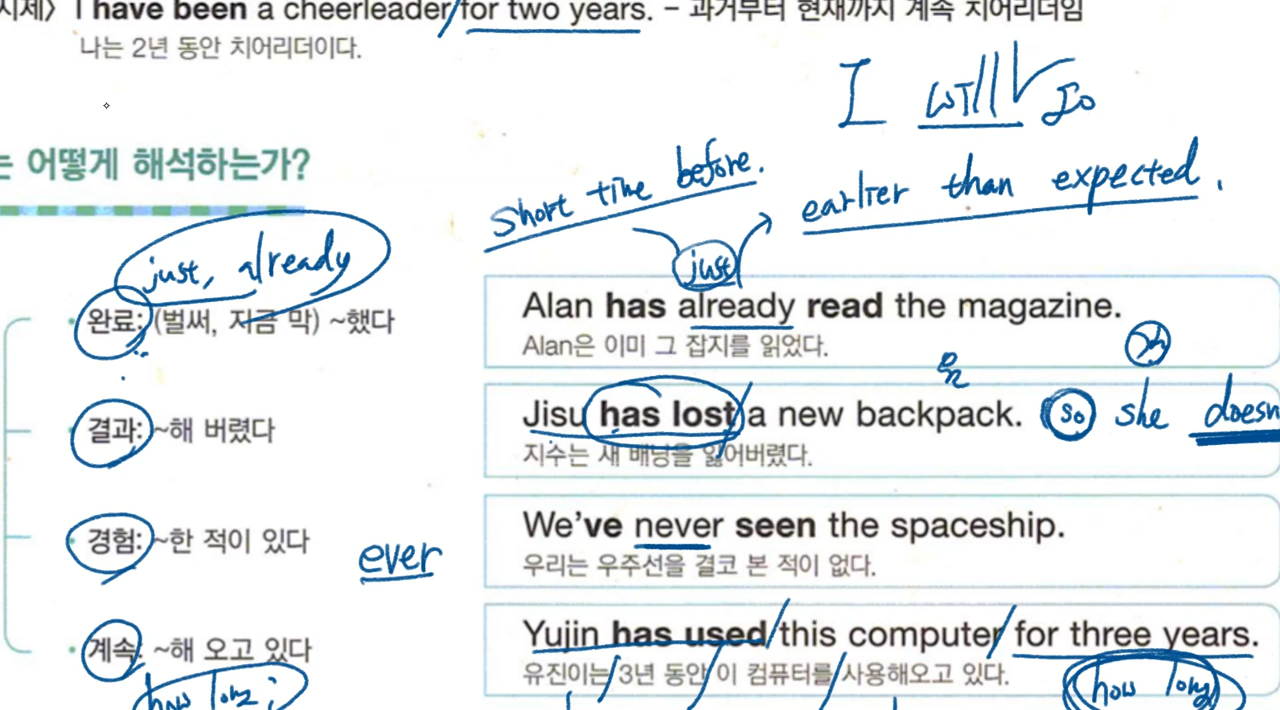 시제> I have been a cheerleader/for two years. – 과거부터 현재까지 계속 치어리더임
나는 2년 동안 치어리더이다.
I will go
는 어떻게 해석하는가?
short time before.
earlier than expected.
just, already
just
완료: (벌써, 지금 막) ~했다
Alan has already read the magazine.
Alan은 이미 그 잡지를 읽었다.
결과: ~해 버렸다
Jisu has lost/a new backpack. so she doesn
지수는 새 배낭을 잃어버렸다.
경험: ~한 적이 있다
ever
We've never seen the spaceship.
우리는 우주선을 결코 본 적이 없다.
계속: ~해 오고 있다
Yujin has used/this computer/for three years.
유진이는/3년 동안/이 컴퓨터를/사용해오고 있다.
how long;
how long